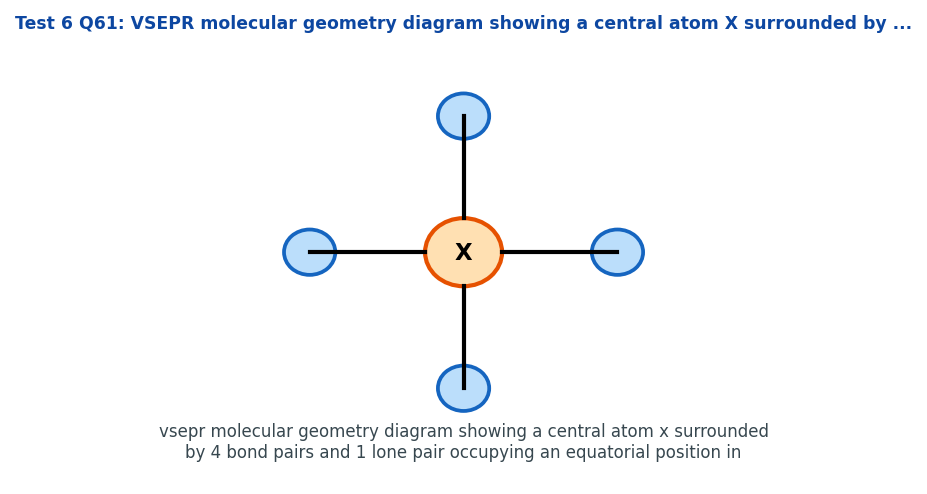 Test 6 Q61: VSEPR molecular geometry diagram showing a central atom X surrounded by ...
X
vsepr molecular geometry diagram showing a central atom x surrounded
by 4 bond pairs and 1 lone pair occupying an equatorial position in